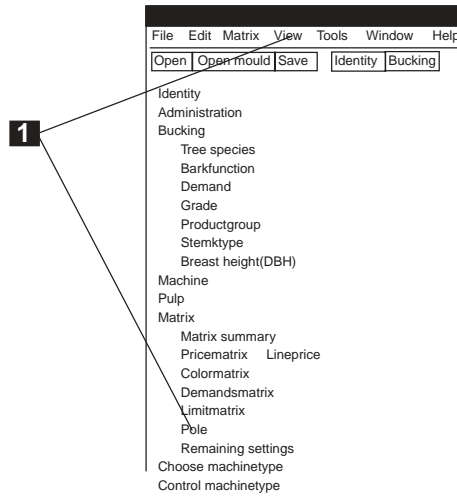 File Edit Matrix View Tools Window Help
Open Open mould Save Identity Bucking
Identity
Administration
Bucking
Tree species
Barkfunction
Demand
Grade
Productgroup
Stemktype
Breast height(DBH)
Machine
Pulp
Matrix
Matrix summary
Pricematrix Lineprice
Colormatrix
Demandsmatrix
Limitmatrix
Pole
Remaining settings
Choose machinetype
Control machinetype
1